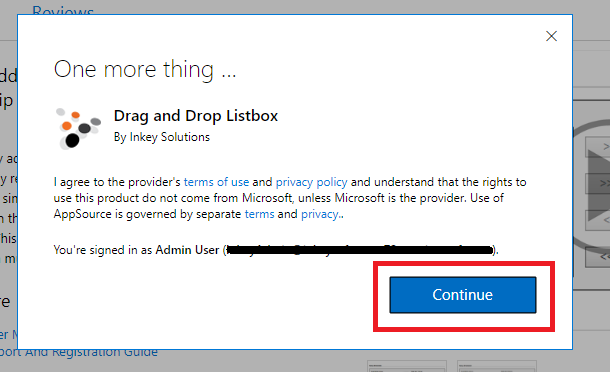 Reviews
One more thing ...
Drag and Drop Listbox
By Inkey Solutions
I agree to the provider's terms of use and privacy policy and understand that the rights to
use this product do not come from Microsoft, unless Microsoft is the provider. Use of
AppSource is governed by separate terms and privacy..
You're signed in as Admin User ( ).
Continue
port And Registration Guide